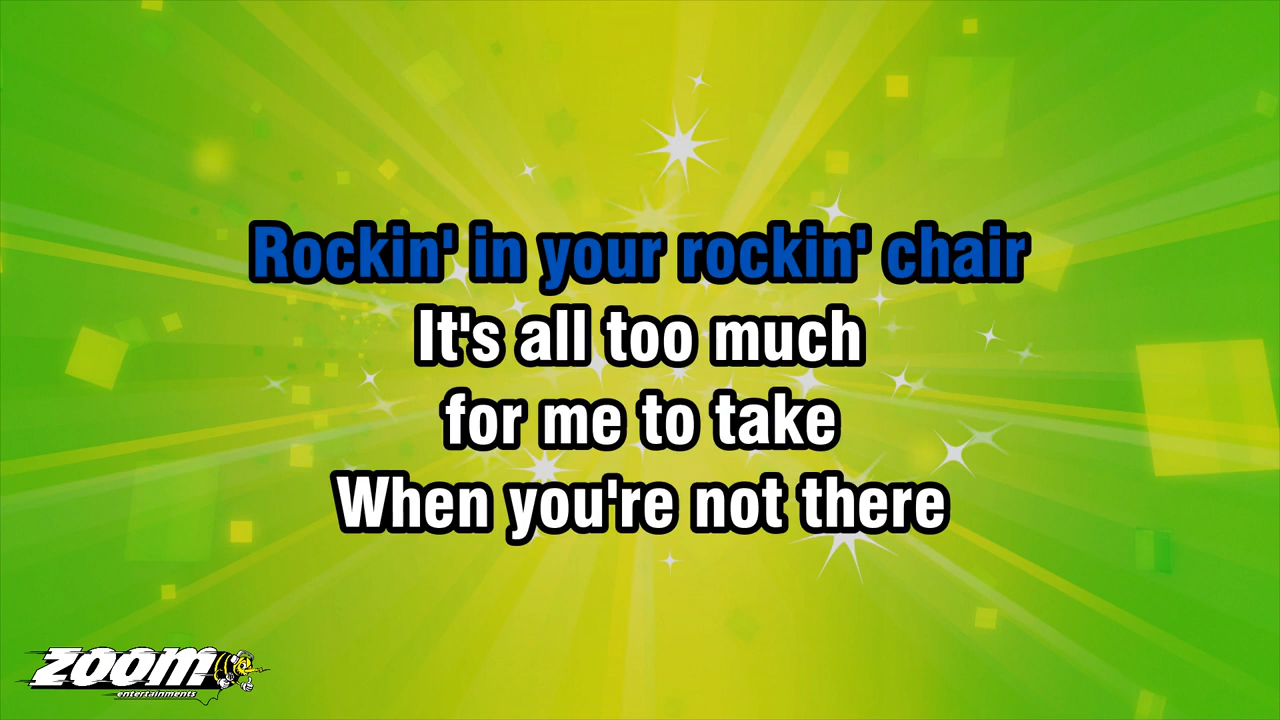 Rockin' in your rockin' chair
It's all too much
for me to take
When you're not there
ZOOM
entertainments